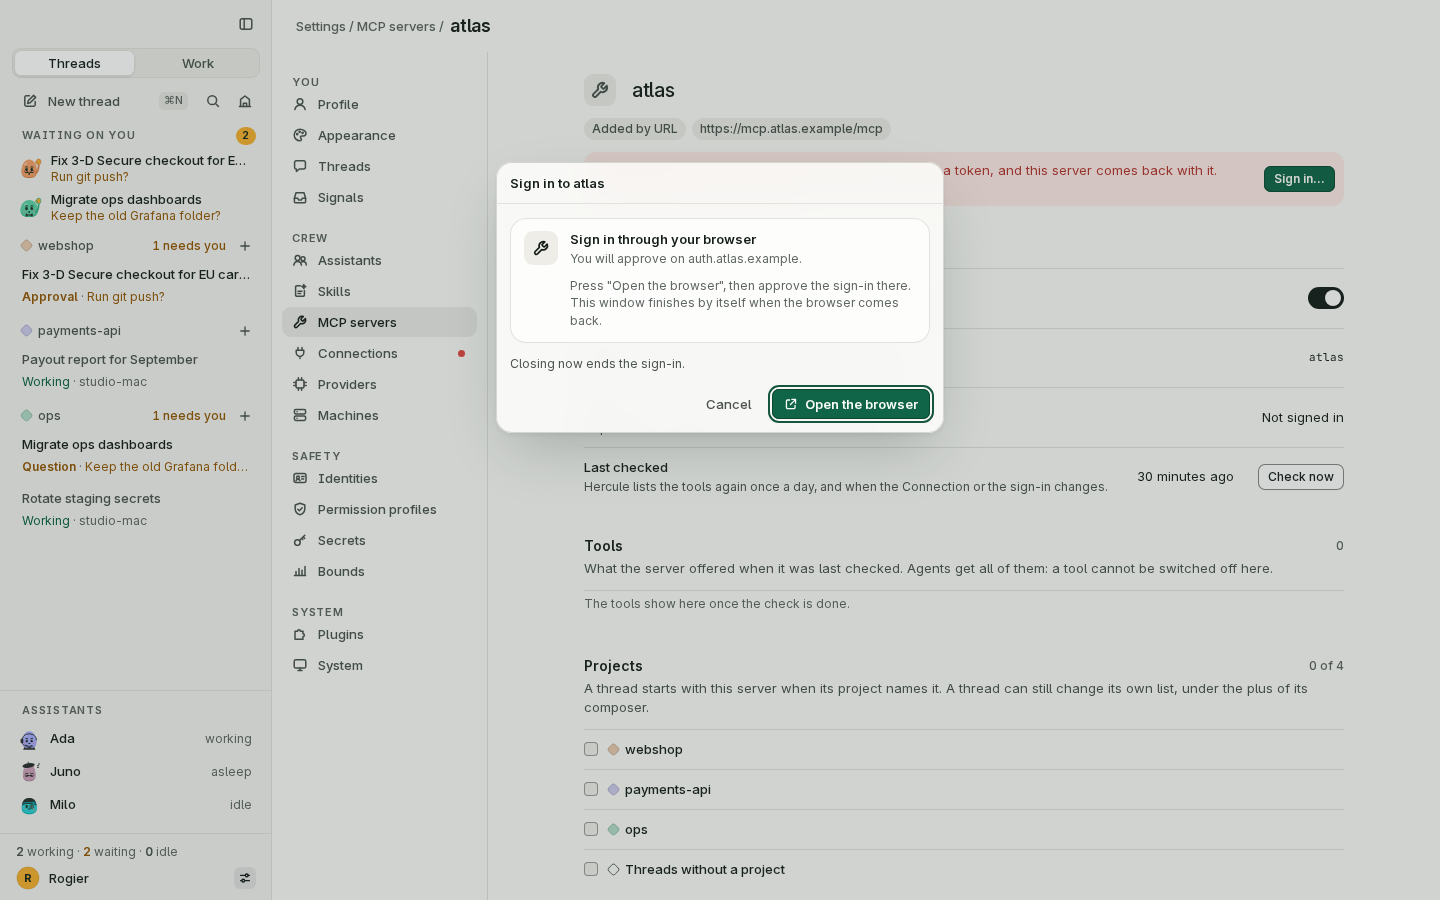 Threads
Work
New thread
⌘N
WAITING ON YOU
2
Fix 3-D Secure checkout for E...
Run git push?
Migrate ops dashboards
Keep the old Grafana folder?
webshop
1 needs you
Fix 3-D Secure checkout for EU car...
Approval · Run git push?
payments-api
Payout report for September
Working · studio-mac
ops
1 needs you
Migrate ops dashboards
Question · Keep the old Grafana fold...
Rotate staging secrets
Working · studio-mac
ASSISTANTS
Ada
working
Juno
asleep
Milo
idle
2 working · 2 waiting · 0 idle
R
Rogier
Settings / MCP servers / atlas
YOU
Profile
Appearance
Threads
Signals
CREW
Assistants
Skills
MCP servers
Connections
Providers
Machines
SAFETY
Identities
Permission profiles
Secrets
Bounds
SYSTEM
Plugins
System
atlas
Added by URL
https://mcp.atlas.example/mcp
a token, and this server comes back with it.
Sign in...
Sign in to atlas
Sign in through your browser
You will approve on auth.atlas.example.
Press "Open the browser", then approve the sign-in there.
This window finishes by itself when the browser comes
back.
Closing now ends the sign-in.
Cancel
Open the browser
atlas
Not signed in
Last checked
Hercule lists the tools again once a day, and when the Connection or the sign-in changes.
30 minutes ago
Check now
Tools
0
What the server offered when it was last checked. Agents get all of them: a tool cannot be switched off here.
The tools show here once the check is done.
Projects
0 of 4
A thread starts with this server when its project names it. A thread can still change its own list, under the plus of its
composer.
webshop
payments-api
ops
Threads without a project